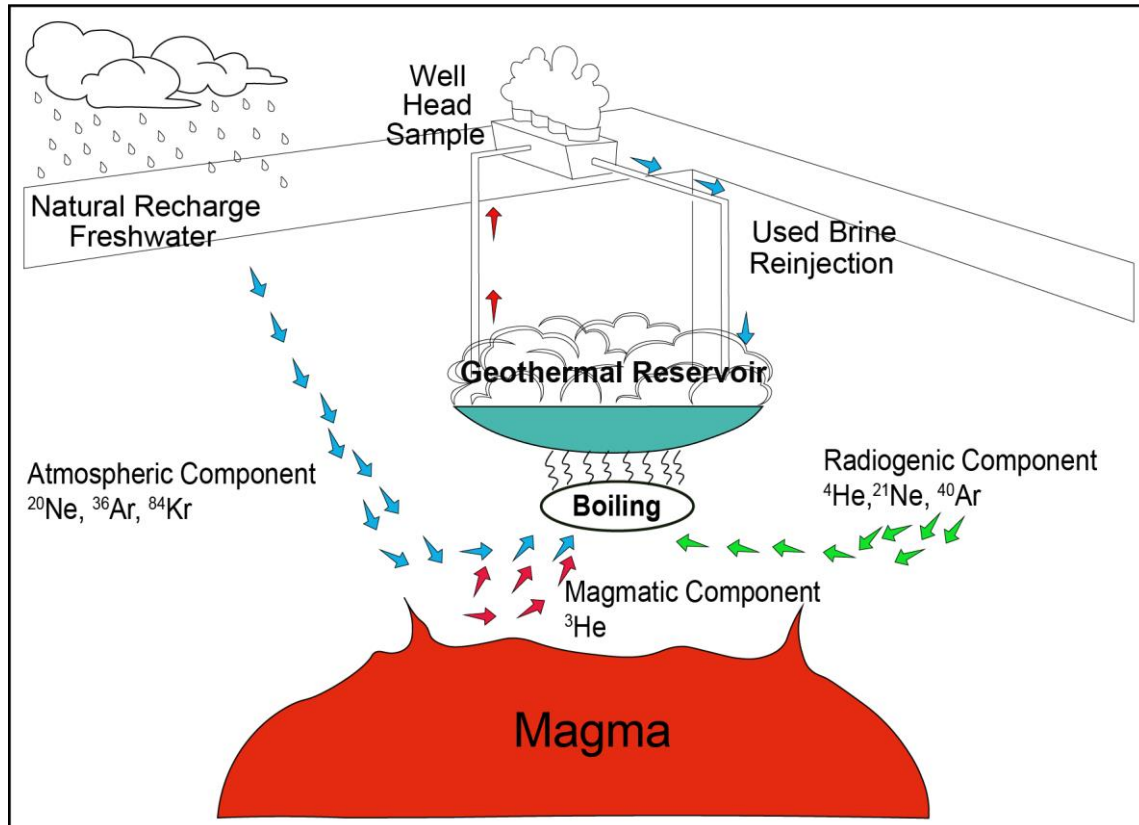 Well
Head
Sample
Natural Recharge
Freshwater
Used Brine
Reinjection
Geothermal Reservoir
Atmospheric Component
²⁰Ne, ³⁶Ar, ⁸⁴Kr
Radiogenic Component
⁴He,²¹Ne, ⁴⁰Ar
Boiling
Magmatic Component
³He
Magma